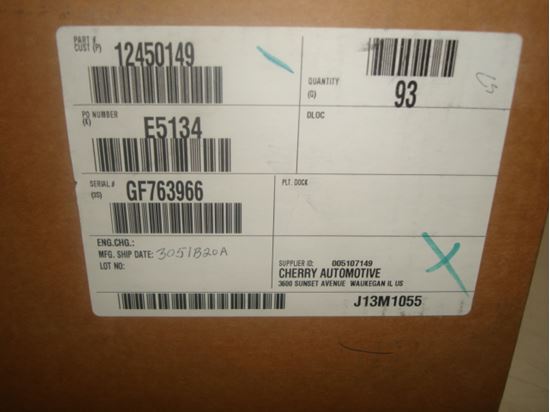 PART #
CUST (P)
12450149
QUANTITY
(Q)
93
PO NUMBER
(K)
E5134
DLOC
SERIAL #
(3S)
GF763966
PLT. DOCK
ENG.CHG.:
MFG. SHIP DATE: 3051B20A
LOT NO:
SUPPLIER ID: 005107149
CHERRY AUTOMOTIVE
3600 SUNSET AVENUE WAUKEGAN IL US
J13M1055